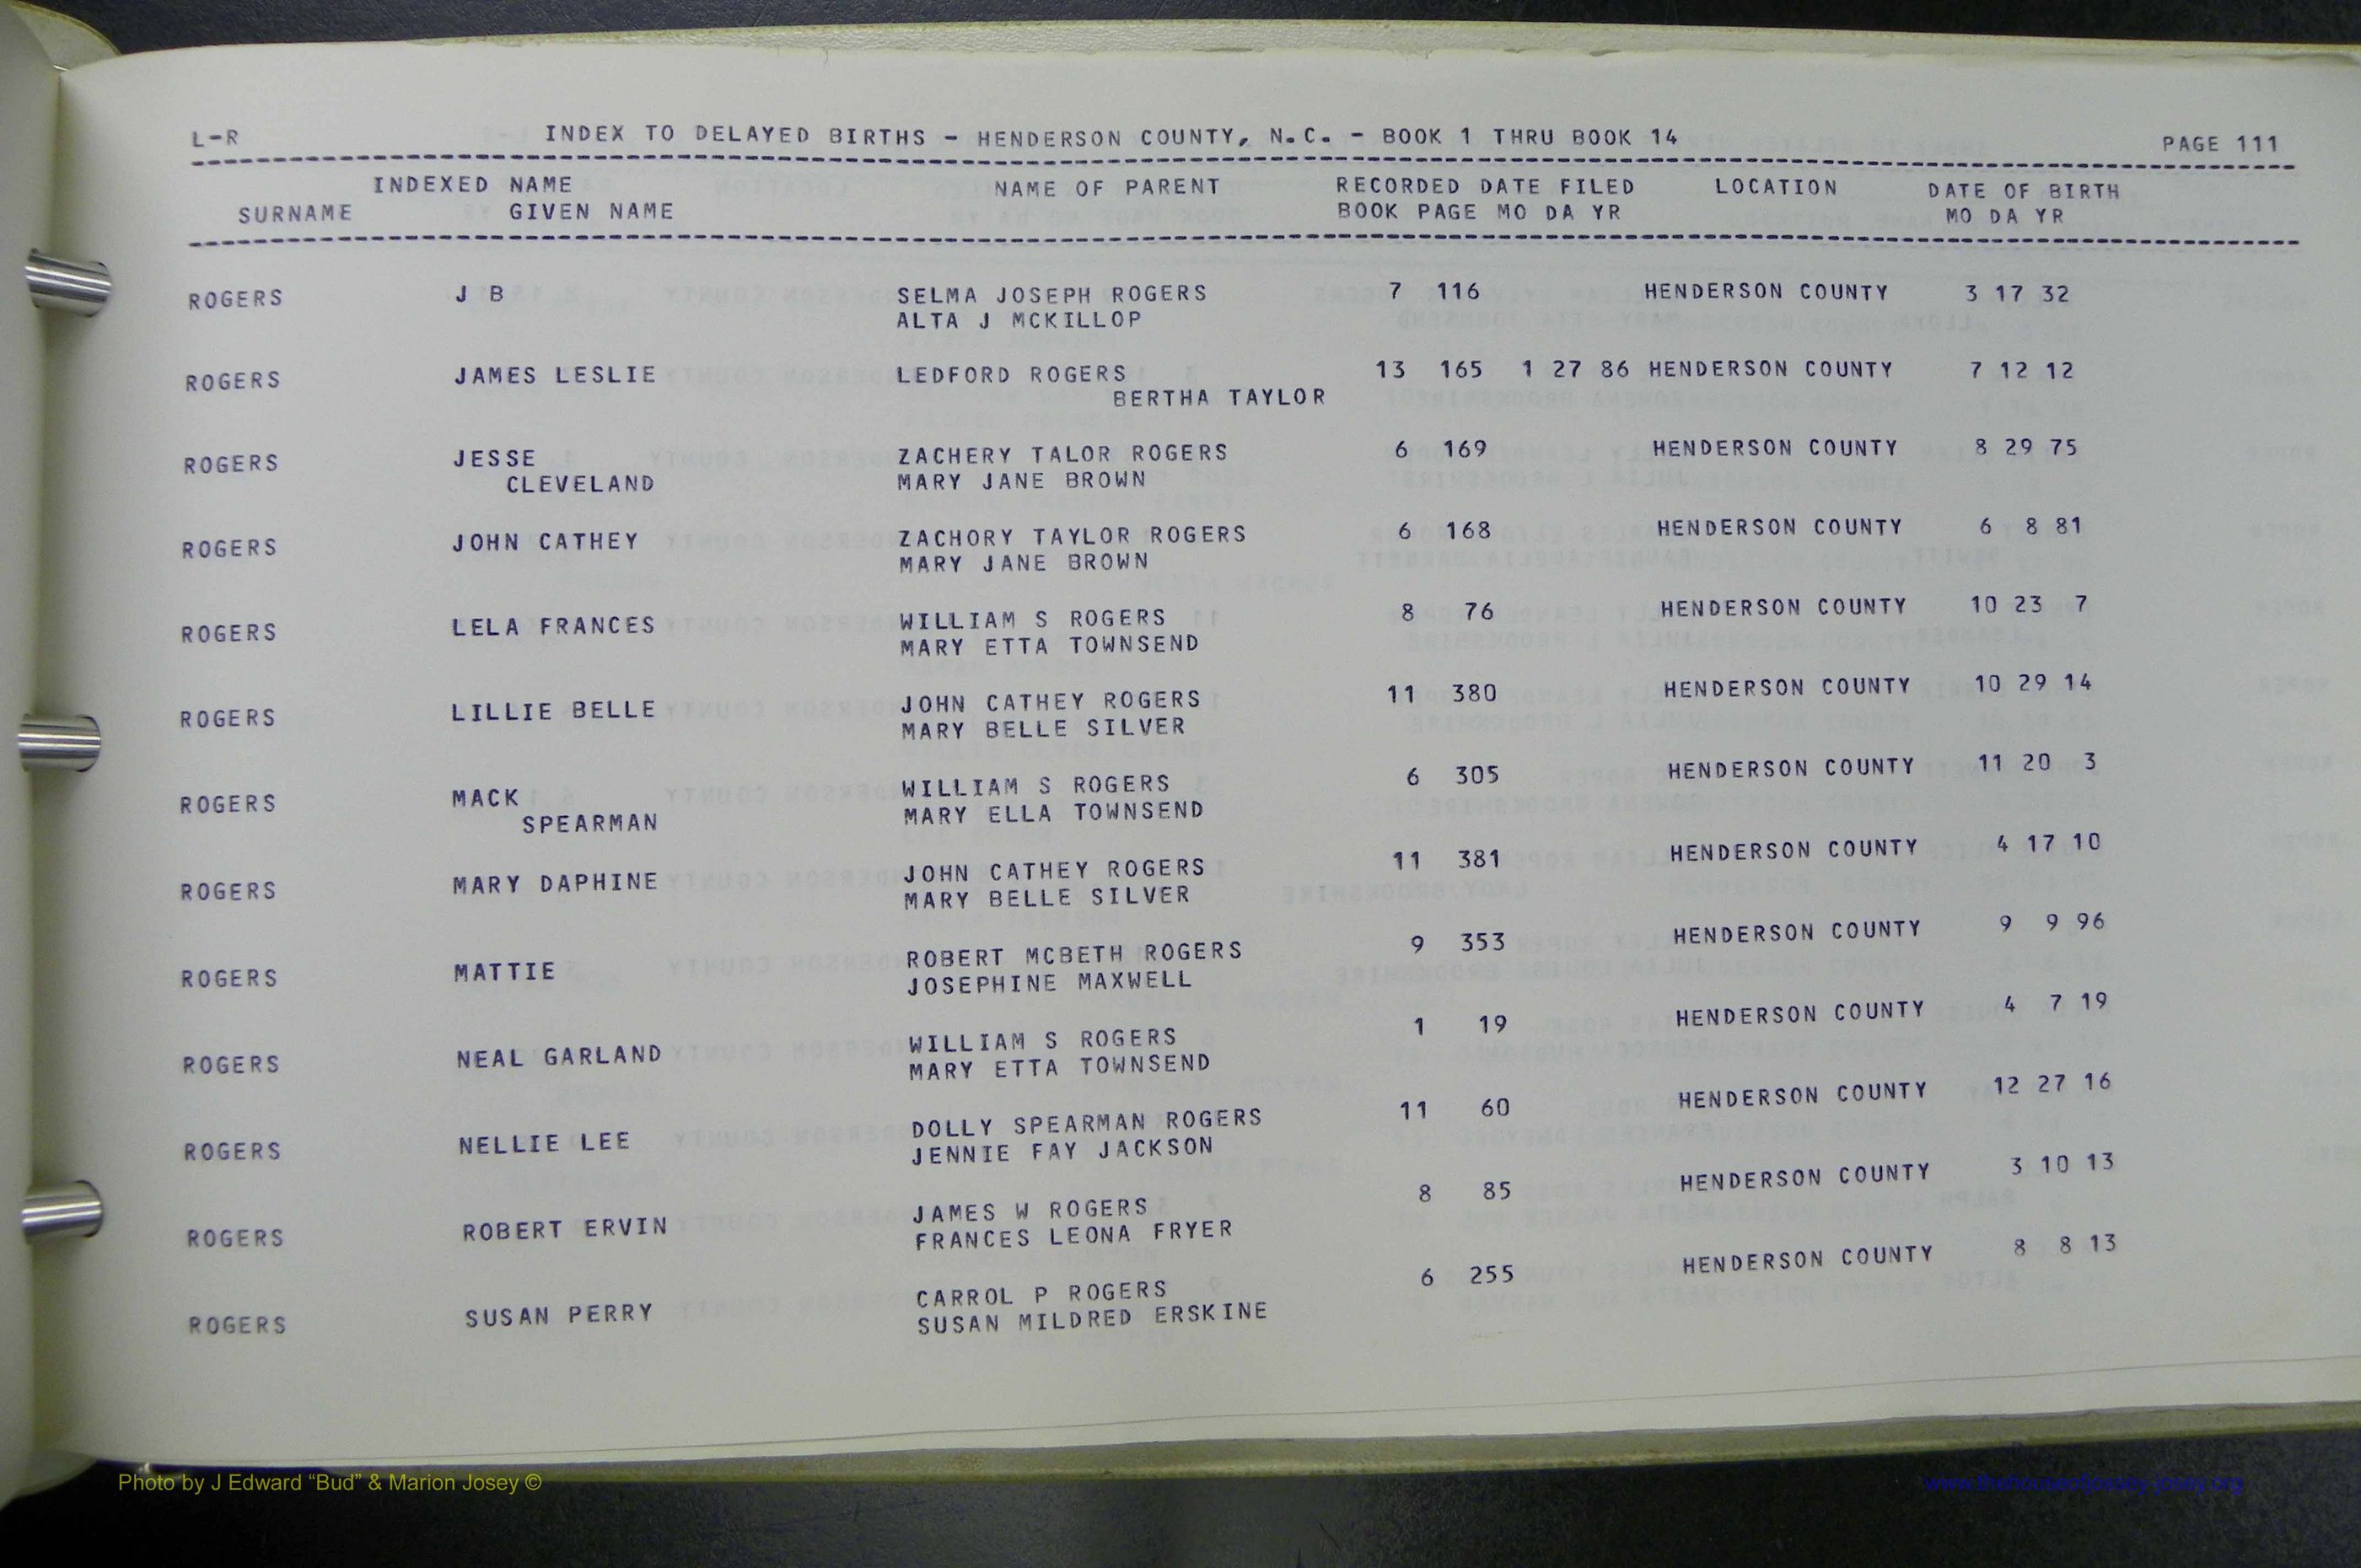 L-R INDEX TO DELAYED BIRTHS - HENDERSON COUNTY, N.C. - BOOK 1 THRU BOOK 14 PAGE 111
INDEXED NAME NAME OF PARENT RECORDED DATE FILED LOCATION DATE OF BIRTH
SURNAME GIVEN NAME BOOK PAGE MO DA YR MO DA YR
ROGERS J B SELMA JOSEPH ROGERS 7 116 HENDERSON COUNTY 3 17 32
ALTA J MCKILLOP
ROGERS JAMES LESLIE LEDFORD ROGERS 13 165 1 27 86 HENDERSON COUNTY 7 12 12
BERTHA TAYLOR
ROGERS JESSE ZACHERY TALOR ROGERS 6 169 HENDERSON COUNTY 8 29 75
CLEVELAND MARY JANE BROWN
ROGERS JOHN CATHEY ZACHORY TAYLOR ROGERS 6 168 HENDERSON COUNTY 6 8 81
MARY JANE BROWN
ROGERS LELA FRANCES WILLIAM S ROGERS 8 76 HENDERSON COUNTY 10 23 7
MARY ETTA TOWNSEND
ROGERS LILLIE BELLE JOHN CATHEY ROGERS 11 380 HENDERSON COUNTY 10 29 14
MARY BELLE SILVER
ROGERS MACK WILLIAM S ROGERS 6 305 HENDERSON COUNTY 11 20 3
SPEARMAN MARY ELLA TOWNSEND
ROGERS MARY DAPHINE JOHN CATHEY ROGERS 11 381 HENDERSON COUNTY 4 17 10
MARY BELLE SILVER
ROGERS MATTIE ROBERT MCBETH ROGERS 9 353 HENDERSON COUNTY 9 9 96
JOSEPHINE MAXWELL
ROGERS NEAL GARLAND WILLIAM S ROGERS 1 19 HENDERSON COUNTY 4 7 19
MARY ETTA TOWNSEND
ROGERS NELLIE LEE DOLLY SPEARMAN ROGERS 11 60 HENDERSON COUNTY 12 27 16
JENNIE FAY JACKSON
ROGERS ROBERT ERVIN JAMES W ROGERS 8 85 HENDERSON COUNTY 3 10 13
FRANCES LEONA FRYER
ROGERS SUSAN PERRY CARROL P ROGERS 6 255 HENDERSON COUNTY 8 8 13
SUSAN MILDRED ERSKINE
Photo by J Edward “Bud” & Marion Josey ©